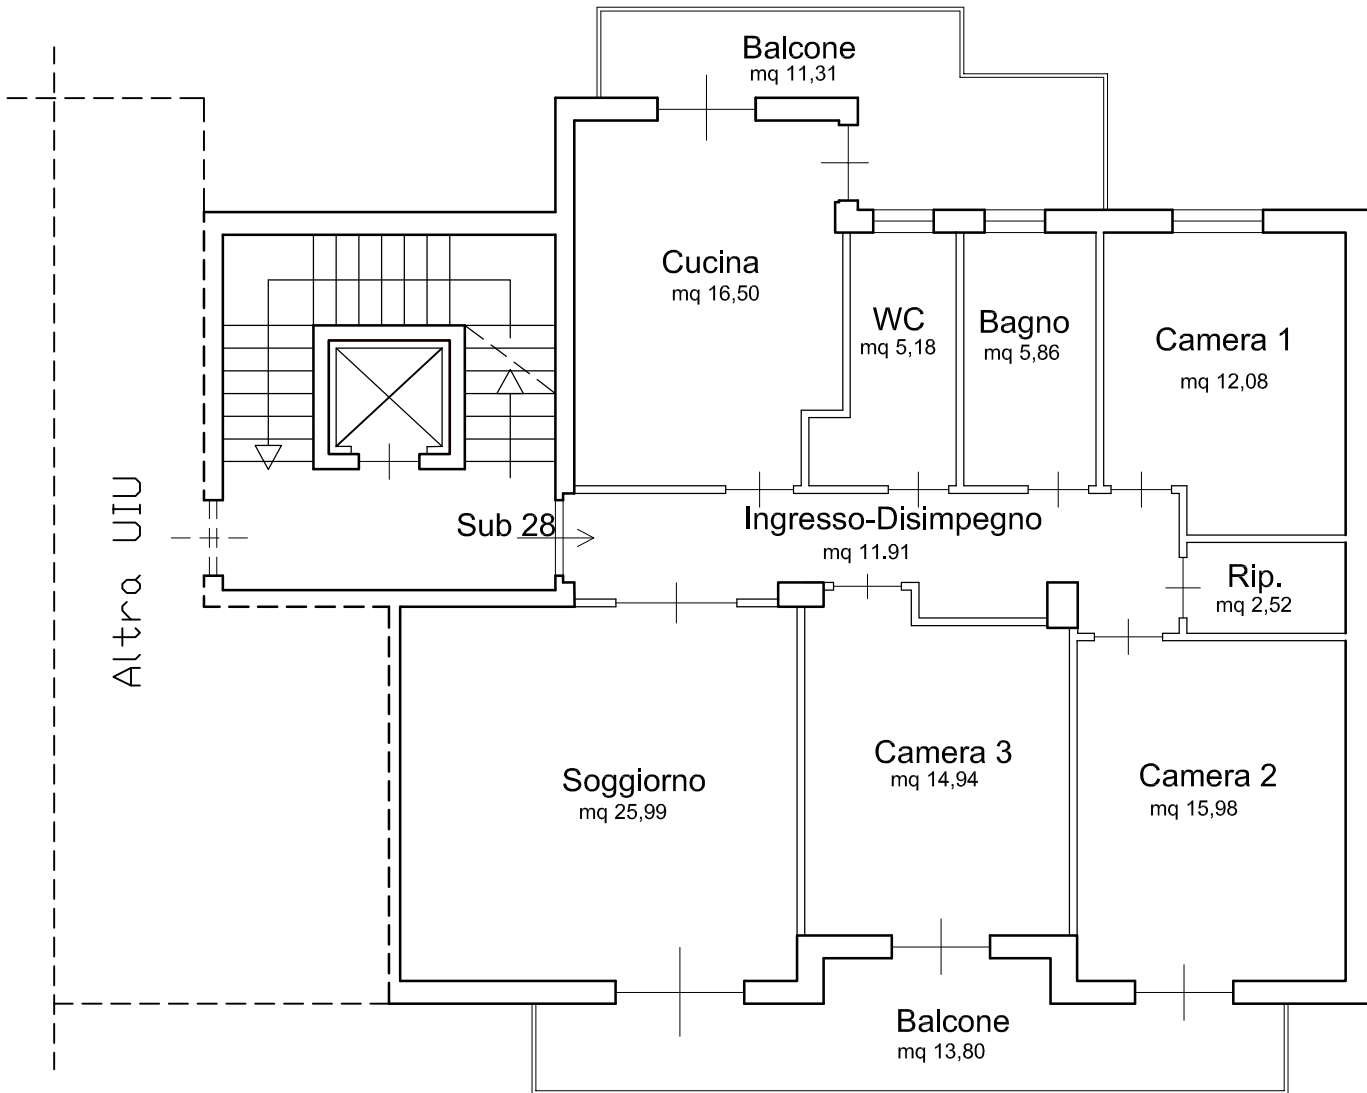 Balcone
mq 11,31
Cucina
mq 16,50
WC
mq 5,18
Bagno
mq 5,86
Camera 1
mq 12,08
Altra UIU
Sub 28
Ingresso-Disimpegno
mq 11.91
Rip.
mq 2,52
Soggiorno
mq 25,99
Camera 3
mq 14,94
Camera 2
mq 15,98
Balcone
mq 13,80